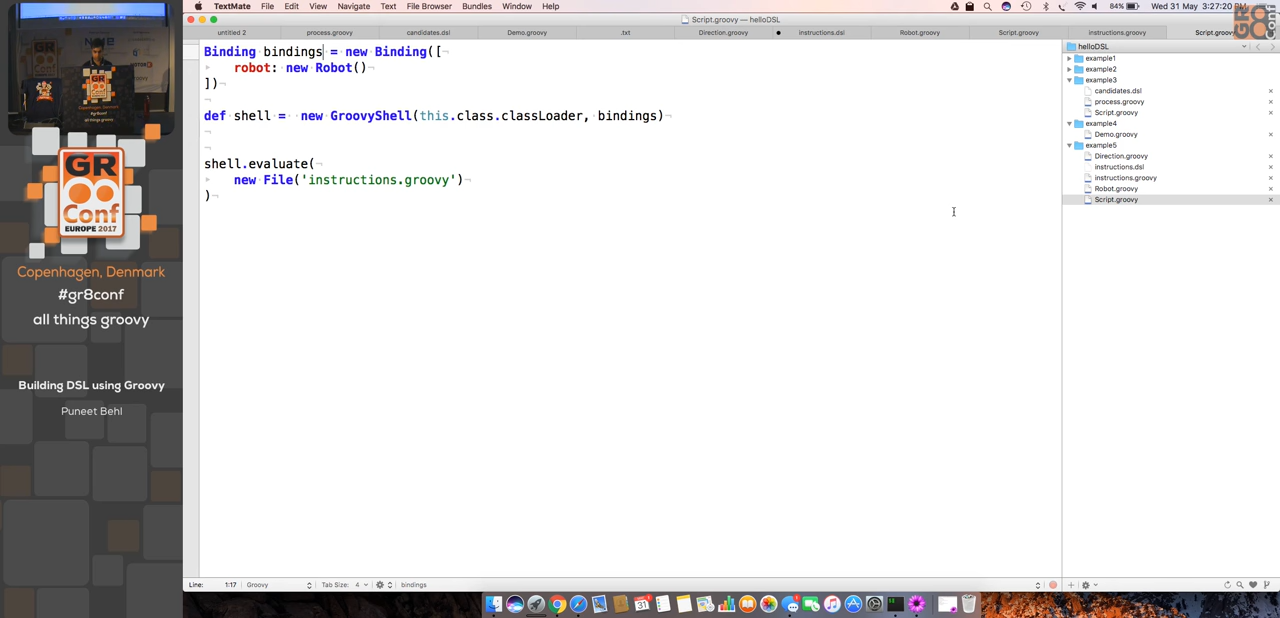 TextMate File Edit View Navigate Text File Browser Bundles Window Help
84% Wed 31 May 3:27:20 PM
Script.groovy — helloDSL
untitled 2 process.groovy candidates.dsl Demo.groovy .txt Direction.groovy instructions.dsl Robot.groovy Script.groovy instructions.groovy Script.groovy
Binding bindings = new Binding([
robot: new Robot()
])
def shell = new GroovyShell(this.class.classLoader, bindings)
shell.evaluate(
new File('instructions.groovy')
)
helloDSL
example1
example2
example3
candidates.dsl
process.groovy
Script.groovy
example4
Demo.groovy
example5
Direction.groovy
instructions.dsl
instructions.groovy
Robot.groovy
Script.groovy
GR
Conf
EUROPE 2017
Copenhagen, Denmark
#gr8conf
all things groovy
Building DSL using Groovy
Puneet Behl
Line: 1:17 Groovy Tab Size: 4 bindings